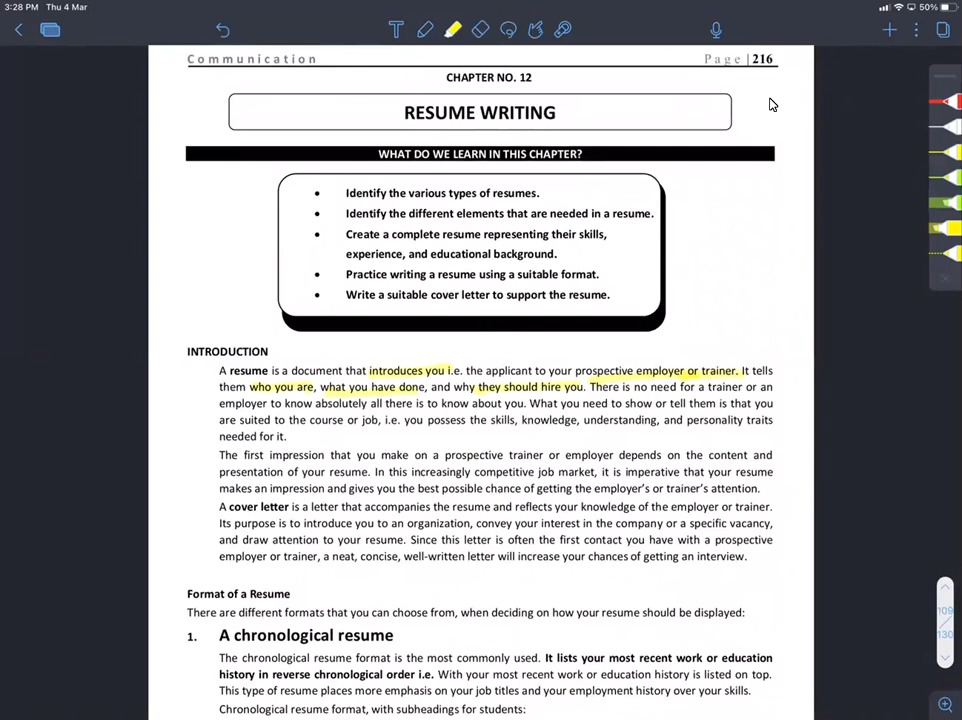 3:28 PM Thu 4 Mar
50%
Communication Page | 216
CHAPTER NO. 12
RESUME WRITING
WHAT DO WE LEARN IN THIS CHAPTER?
• Identify the various types of resumes.
• Identify the different elements that are needed in a resume.
• Create a complete resume representing their skills,
experience, and educational background.
• Practice writing a resume using a suitable format.
• Write a suitable cover letter to support the resume.
INTRODUCTION
A resume is a document that introduces you i.e. the applicant to your prospective employer or trainer. It tells
them who you are, what you have done, and why they should hire you. There is no need for a trainer or an
employer to know absolutely all there is to know about you. What you need to show or tell them is that you
are suited to the course or job, i.e. you possess the skills, knowledge, understanding, and personality traits
needed for it.
The first impression that you make on a prospective trainer or employer depends on the content and
presentation of your resume. In this increasingly competitive job market, it is imperative that your resume
makes an impression and gives you the best possible chance of getting the employer's or trainer's attention.
A cover letter is a letter that accompanies the resume and reflects your knowledge of the employer or trainer.
Its purpose is to introduce you to an organization, convey your interest in the company or a specific vacancy,
and draw attention to your resume. Since this letter is often the first contact you have with a prospective
employer or trainer, a neat, concise, well-written letter will increase your chances of getting an interview.
Format of a Resume
There are different formats that you can choose from, when deciding on how your resume should be displayed:
1. A chronological resume
The chronological resume format is the most commonly used. It lists your most recent work or education
history in reverse chronological order i.e. With your most recent work or education history is listed on top.
This type of resume places more emphasis on your job titles and your employment history over your skills.
Chronological resume format, with subheadings for students:
109
130